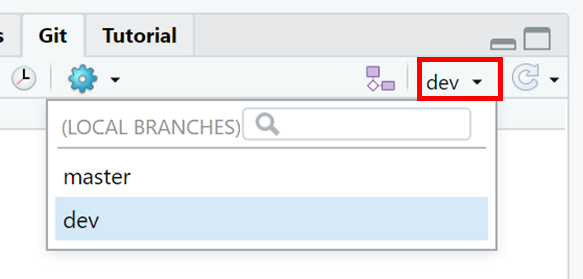 s Git Tutorial
dev
(LOCAL BRANCHES)
master
dev